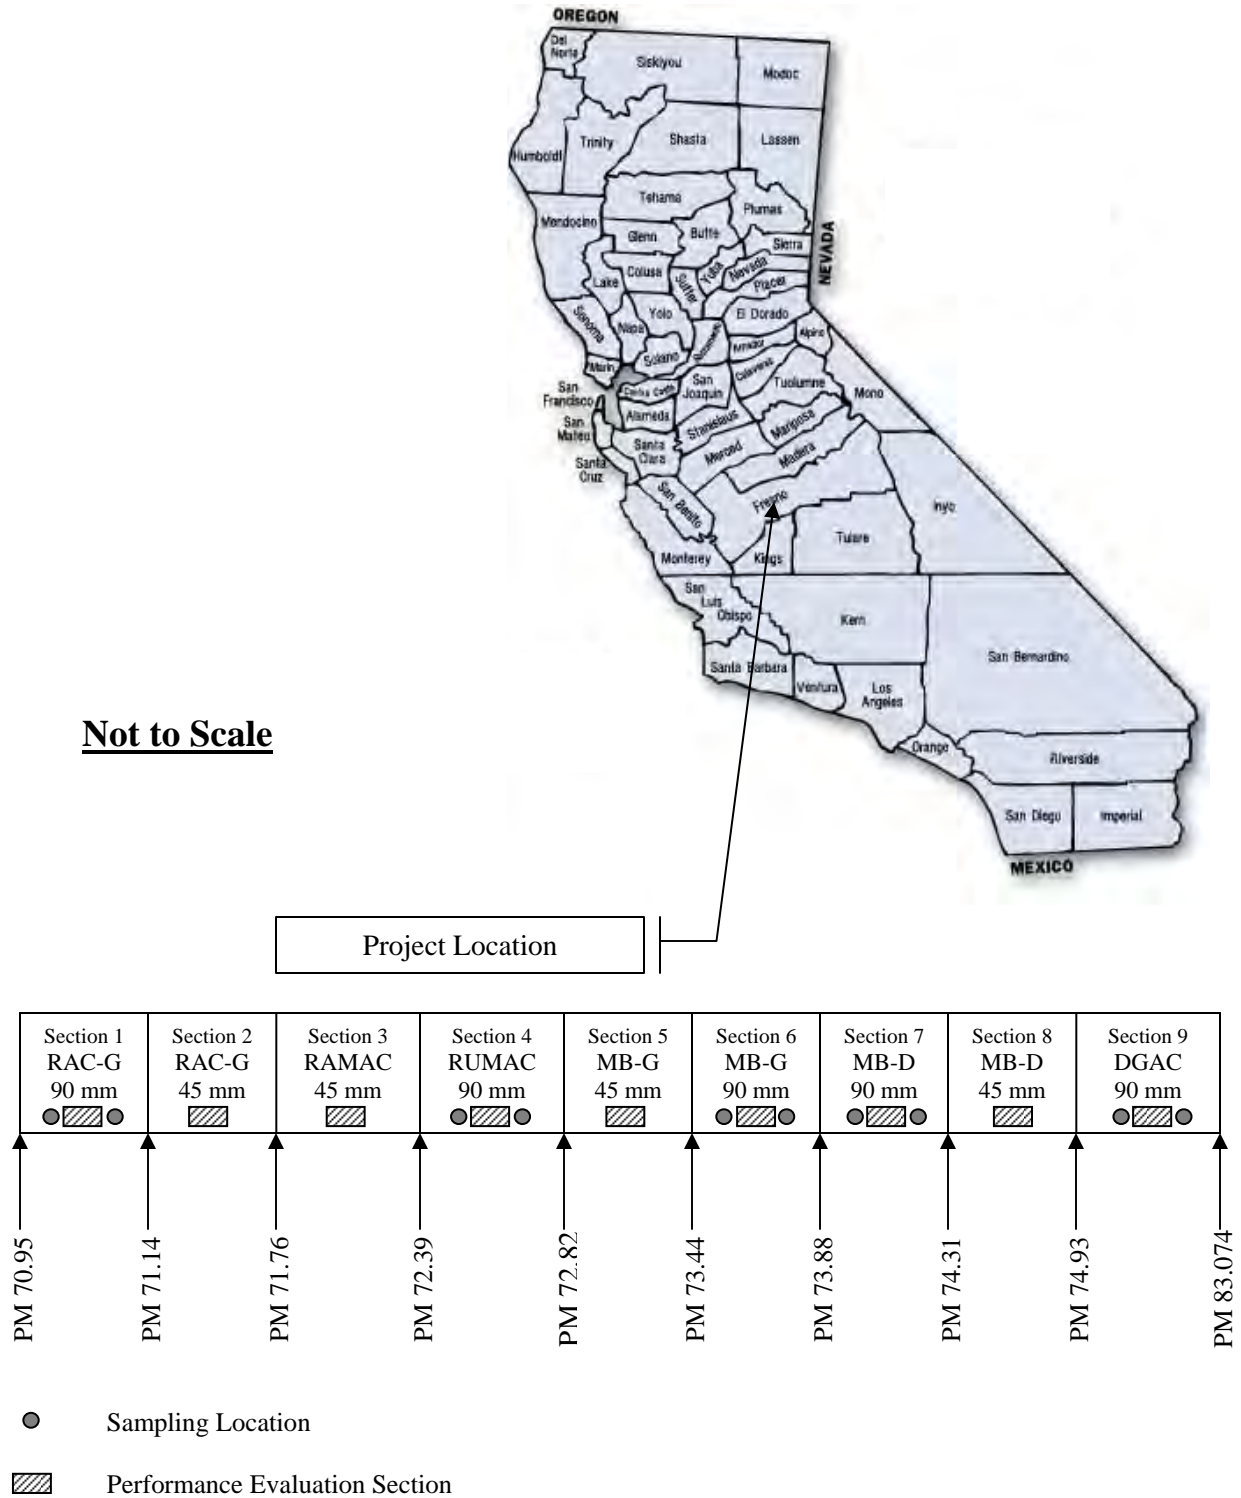 OREGON
Del
Norte
Siskiyou
Modoc
Humboldt
Trinity
Shasta
Lassen
Tehama
Plumas
Mendocino
Glenn
Butte
Sierra
NEVADA
Lake
Colusa
Sutter
Yuba
Nevada
Placer
Sonoma
Napa
Yolo
El Dorado
Marin
Solano
Sacramento
Amador
Alpine
Calaveras
Tuolumne
Mono
San
Francisco
Contra Costa
San
Joaquin
San
Mateo
Alameda
Stanislaus
Mariposa
Santa
Cruz
Santa
Clara
Merced
Madera
San Benito
Fresno
Inyo
Monterey
Kings
Tulare
San
Luis
Obispo
Kern
San Bernardino
Santa Barbara
Ventura
Los
Angeles
Orange
Riverside
San Diego
Imperial
MEXICO
Not to Scale
Project Location
Section 1
RAC-G
90 mm
Section 2
RAC-G
45 mm
Section 3
RAMAC
45 mm
Section 4
RUMAC
90 mm
Section 5
MB-G
45 mm
Section 6
MB-G
90 mm
Section 7
MB-D
90 mm
Section 8
MB-D
45 mm
Section 9
DGAC
90 mm
PM 70.95
PM 71.14
PM 71.76
PM 72.39
PM 72.82
PM 73.44
PM 73.88
PM 74.31
PM 74.93
PM 83.074
Sampling Location
Performance Evaluation Section